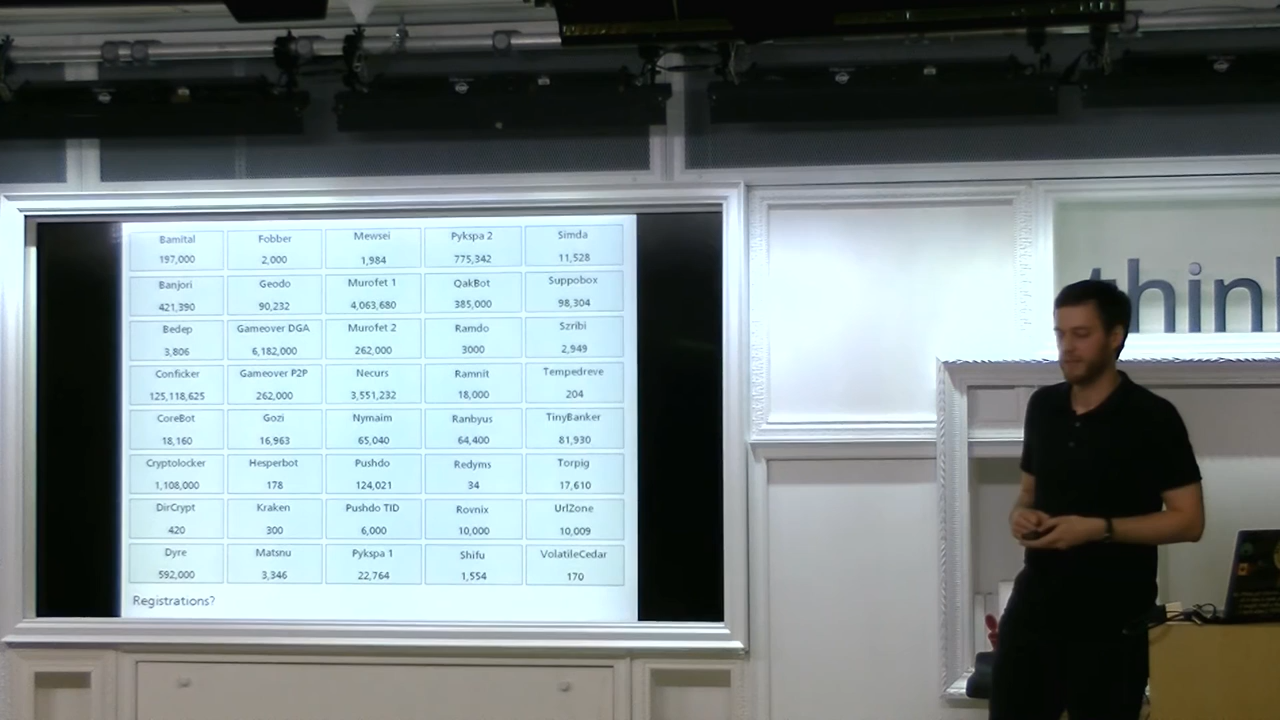 Bamital Fobber Mewsei Pykspa 2 Simda
197,000 2,000 1,984 775,342 11,528
Banjori Geodo Murofet 1 QakBot Suppobox
421,390 90,232 4,063,680 385,000 98,304
Bedep Gameover DGA Murofet 2 Ramdo Szribi
3,806 6,182,000 262,000 3000 2,949
Conficker Gameover P2P Necurs Ramnit Tempedreve
125,118,625 262,000 3,551,232 18,000 204
CoreBot Gozi Nymaim Ranbyus TinyBanker
18,160 16,963 65,040 64,400 81,930
Cryptolocker Hesperbot Pushdo Redyms Torpig
1,108,000 178 124,021 34 17,610
DirCrypt Kraken Pushdo TID Rovnix UrlZone
420 300 6,000 10,000 10,009
Dyre Matsnu Pykspa 1 Shifu VolatileCedar
592,000 3,346 22,764 1,554 170
Registrations?
thin